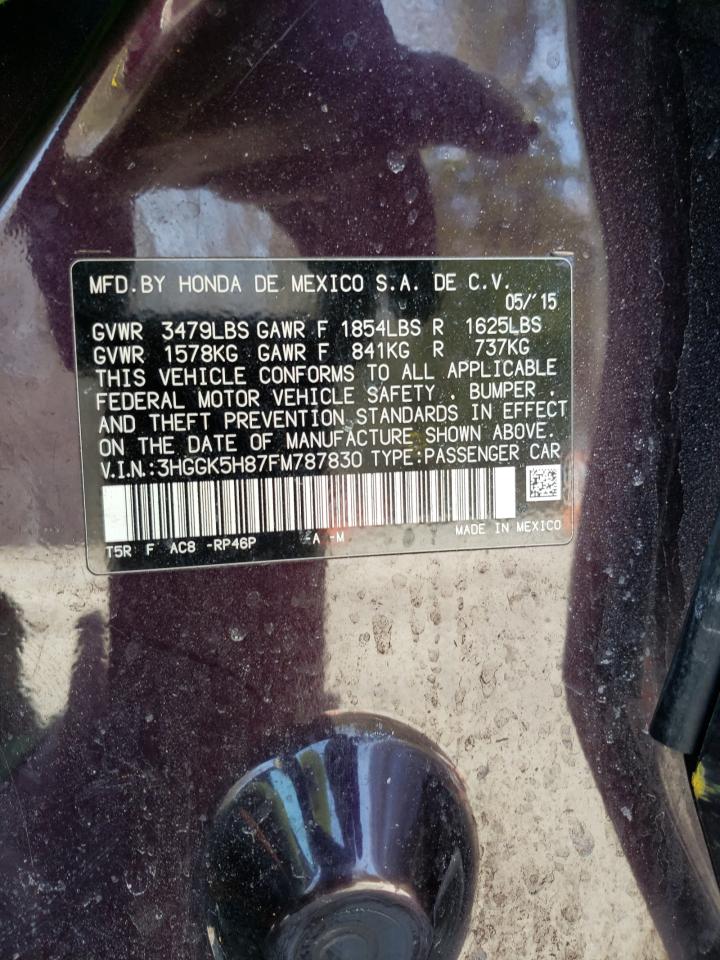 MFD.BY HONDA DE MEXICO S.A. DE C.V.
05/'15
GVWR 3479LBS GAWR F 1854LBS R 1625LBS
GVWR 1578KG GAWR F 841KG R 737KG
THIS VEHICLE CONFORMS TO ALL APPLICABLE
FEDERAL MOTOR VEHICLE SAFETY . BUMPER .
AND THEFT PREVENTION STANDARDS IN EFFECT
ON THE DATE OF MANUFACTURE SHOWN ABOVE.
V.I.N.:3HGGK5H87FM787830 TYPE:PASSENGER CAR
T5R F AC8 -RP46P -A -M MADE IN MEXICO